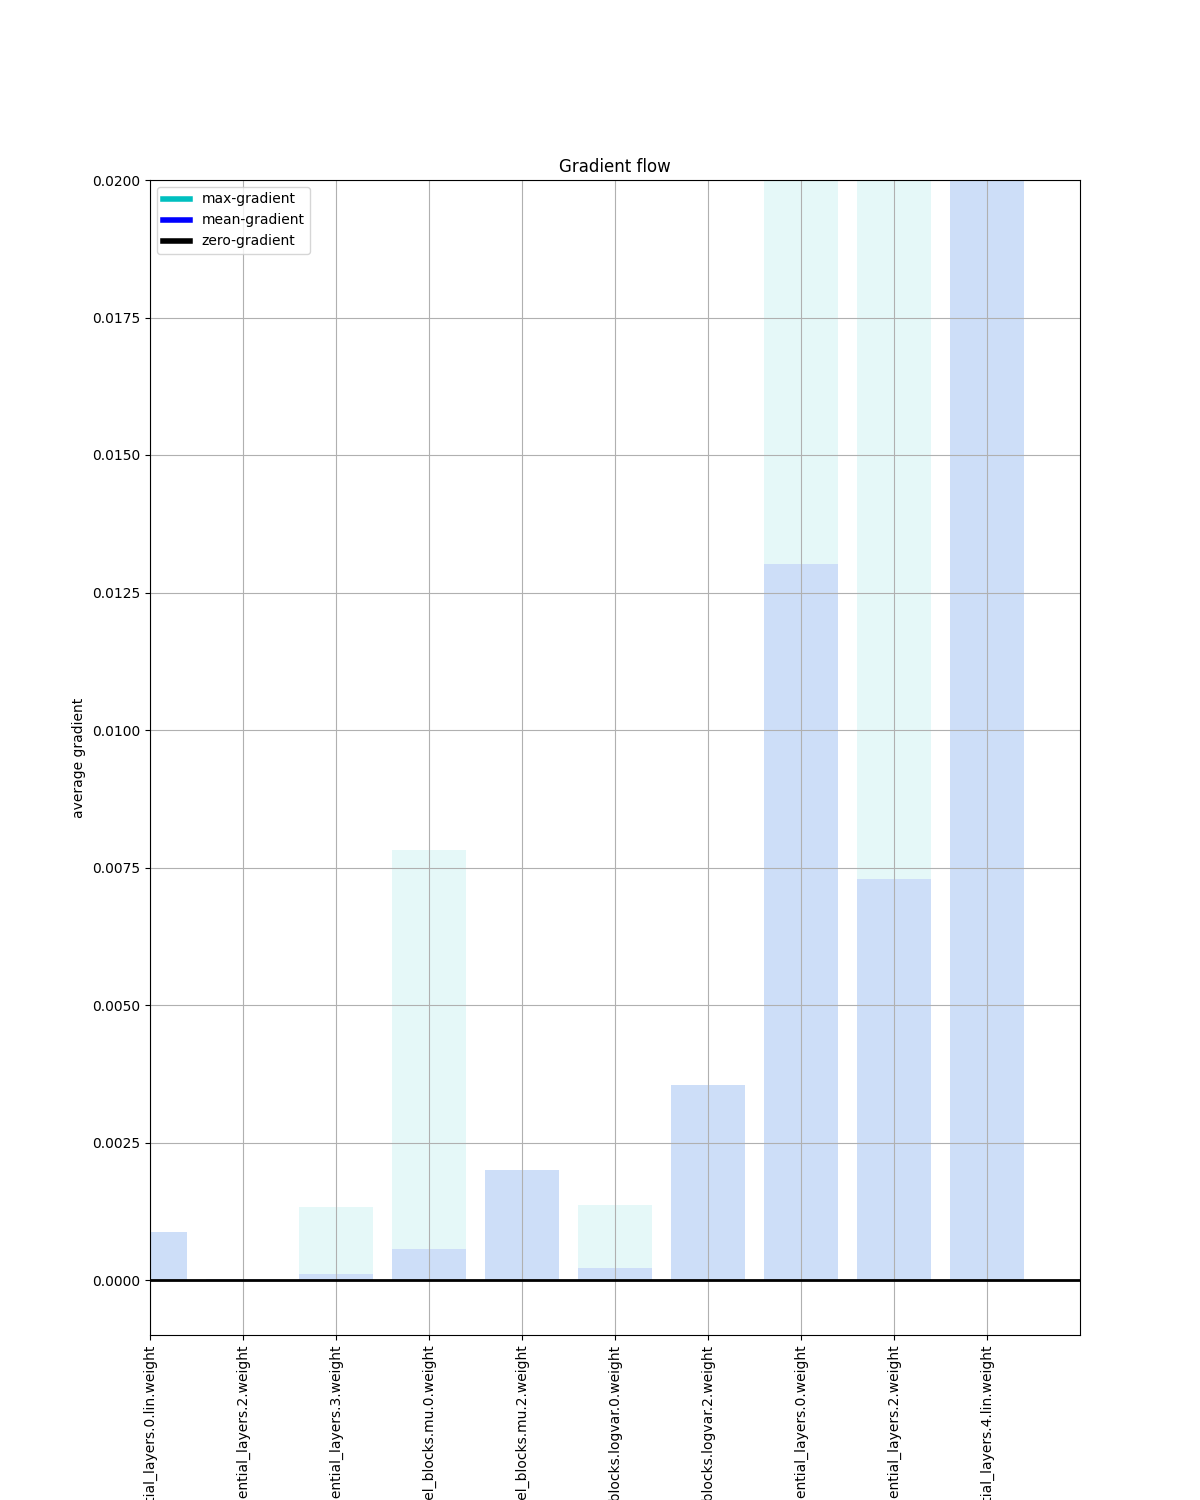 Gradient flow
max-gradient
mean-gradient
zero-gradient
average gradient
0.0200
0.0175
0.0150
0.0125
0.0100
0.0075
0.0050
0.0025
0.0000
tial_layers.0.lin.weight
ential_layers.2.weight
ential_layers.3.weight
el_blocks.mu.0.weight
el_blocks.mu.2.weight
blocks.logvar.0.weight
blocks.logvar.2.weight
ential_layers.0.weight
ential_layers.2.weight
tial_layers.4.lin.weight